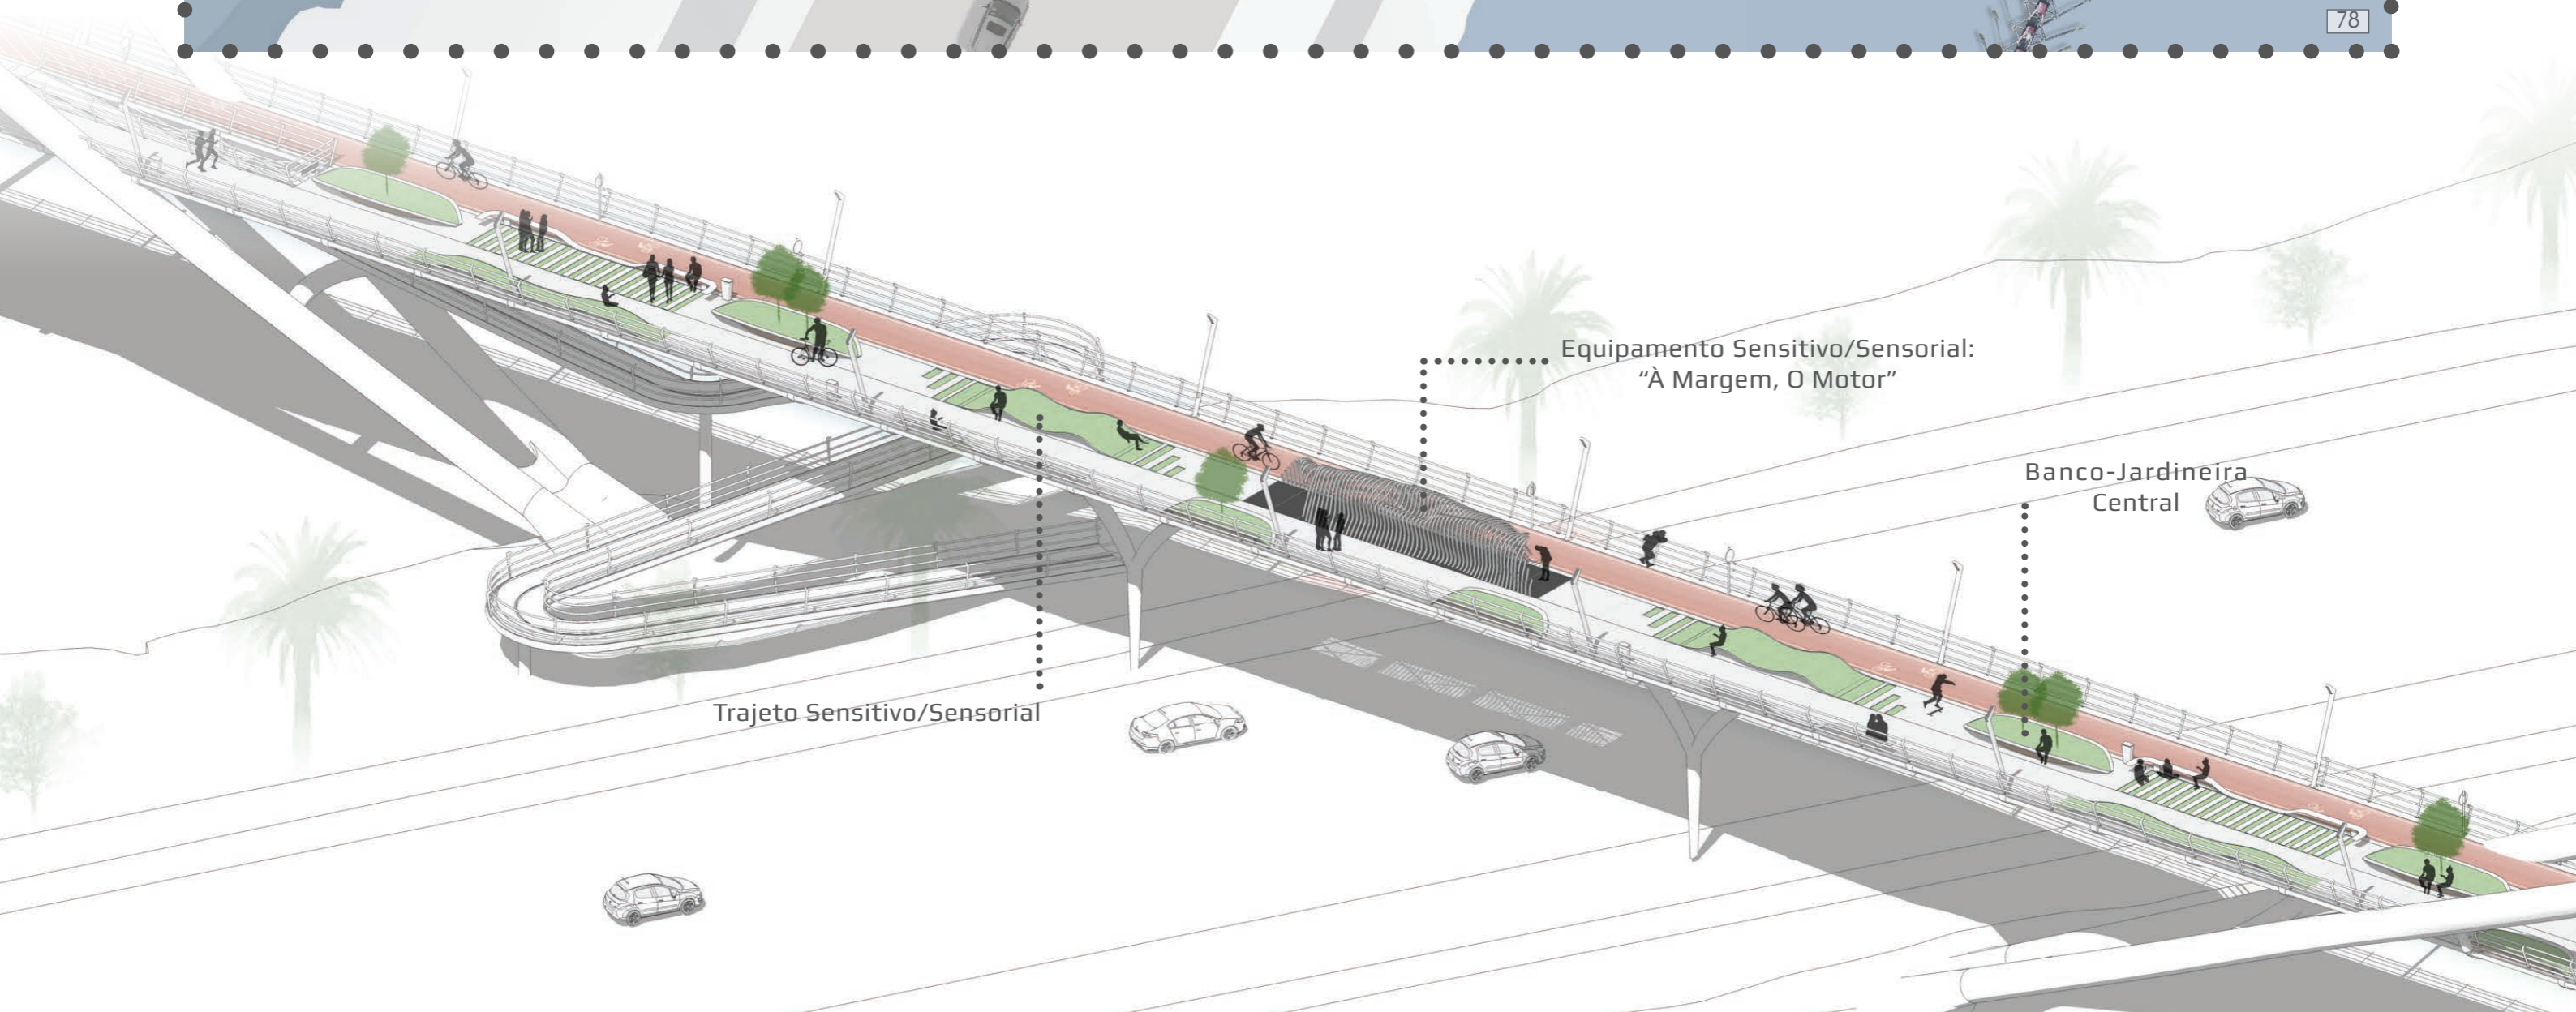 78
Equipamento Sensitivo/Sensorial:
“À Margem, O Motor”
Banco-Jardineira
Central
Trajeto Sensitivo/Sensorial